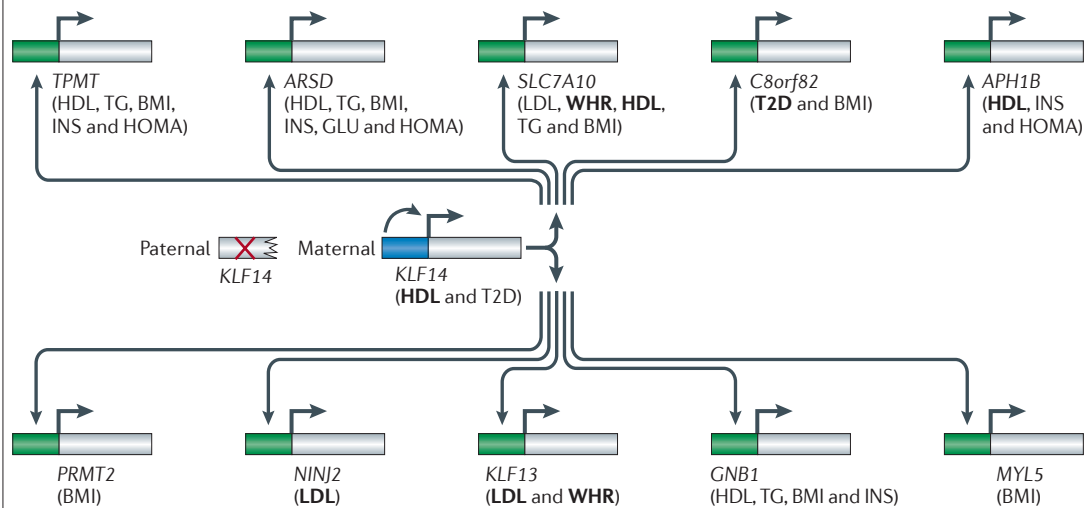 TPMT
(HDL, TG, BMI,
INS and HOMA)
ARSD
(HDL, TG, BMI,
INS, GLU and HOMA)
SLC7A10
(LDL, WHR, HDL,
TG and BMI)
C8orf82
(T2D and BMI)
APH1B
(HDL, INS
and HOMA)
Paternal
KLF14
Maternal
KLF14
(HDL and T2D)
PRMT2
(BMI)
NINJ2
(LDL)
KLF13
(LDL and WHR)
GNB1
(HDL, TG, BMI and INS)
MYL5
(BMI)